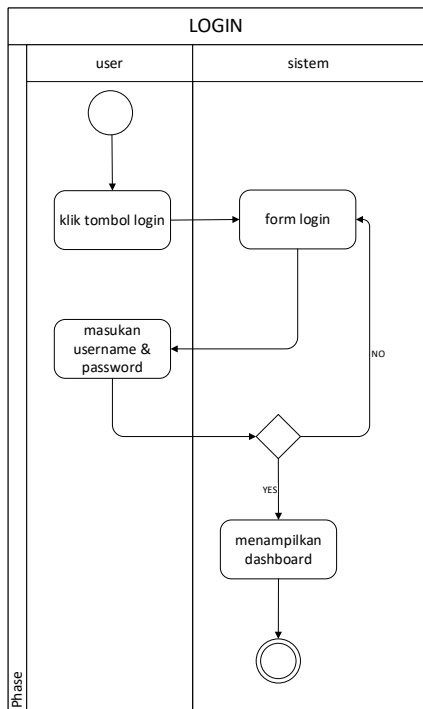 LOGIN
user
sistem
klik tombol login
form login
masukan
username &
password
NO
YES
menampilkan
dashboard
Phase